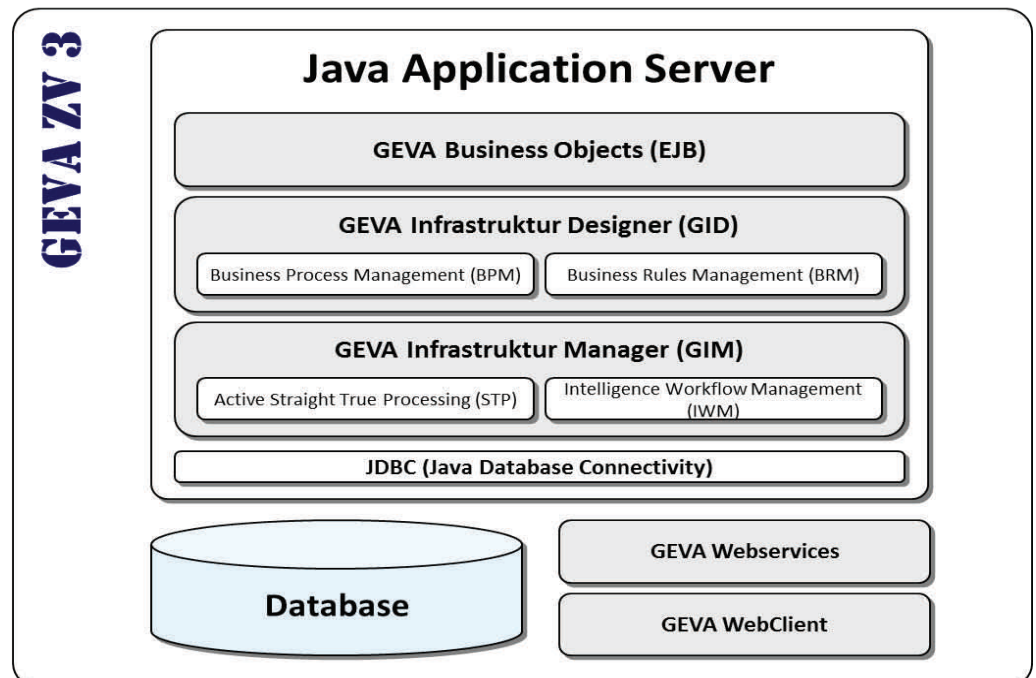 GEVA ZV 3
Java Application Server
GEVA Business Objects (EJB)
GEVA Infrastruktur Designer (GID)
Business Process Management (BPM)
Business Rules Management (BRM)
GEVA Infrastruktur Manager (GIM)
Active Straight True Processing (STP)
Intelligence Workflow Management
(IWM)
JDBC (Java Database Connectivity)
Database
GEVA Webservices
GEVA WebClient